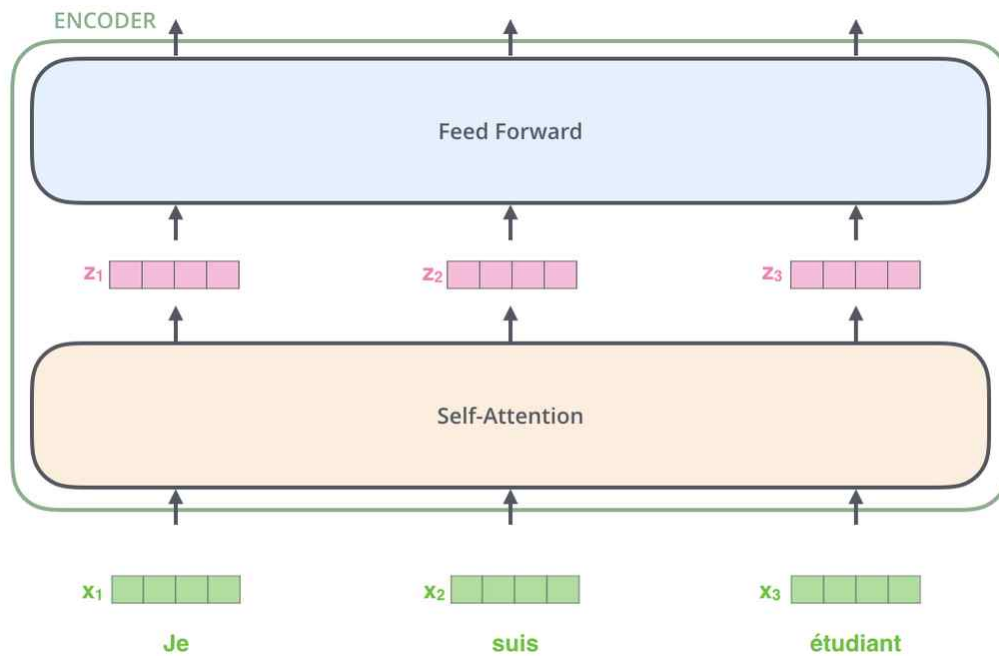 ENCODER
Feed Forward
z₁ z₂ z₃
Self-Attention
x₁ x₂ x₃
Je suis étudiant